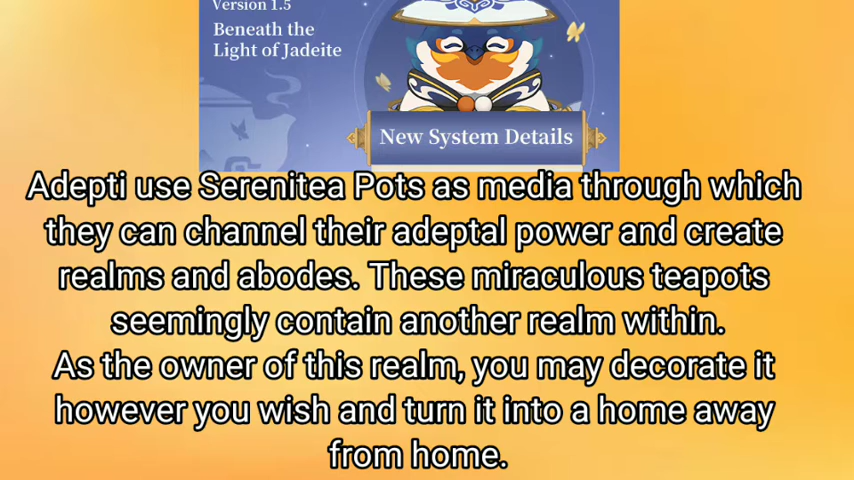 Version 1.5
Beneath the
Light of Jadeite
New System Details
Adepti use Serenitea Pots as media through which
they can channel their adeptal power and create
realms and abodes. These miraculous teapots
seemingly contain another realm within.
As the owner of this realm, you may decorate it
however you wish and turn it into a home away
from home.